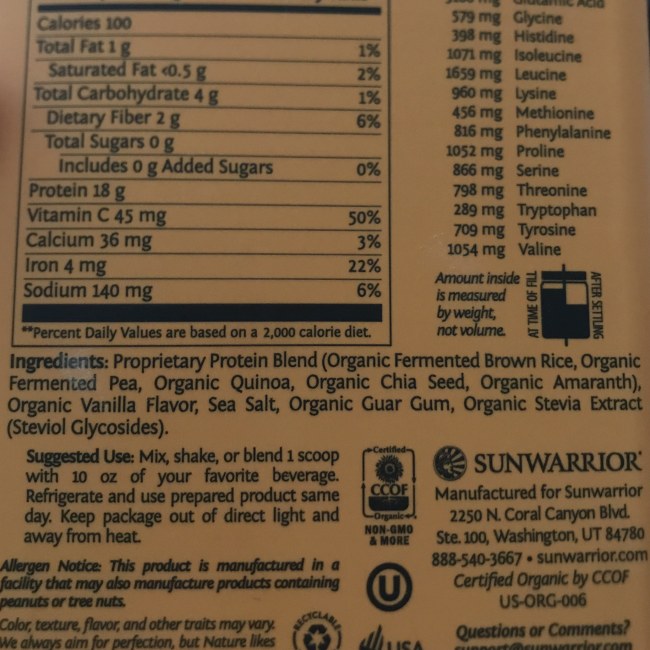 Calories 100
Total Fat 1 g 1%
Saturated Fat <0.5 g 2%
Total Carbohydrate 4 g 1%
Dietary Fiber 2 g 6%
Total Sugars 0 g
Includes 0 g Added Sugars 0%
Protein 18 g
Vitamin C 45 mg 50%
Calcium 36 mg 3%
Iron 4 mg 22%
Sodium 140 mg 6%
**Percent Daily Values are based on a 2,000 calorie diet.
mg Glutamic Acid
579 mg Glycine
398 mg Histidine
1071 mg Isoleucine
1659 mg Leucine
960 mg Lysine
456 mg Methionine
816 mg Phenylalanine
1052 mg Proline
866 mg Serine
798 mg Threonine
289 mg Tryptophan
709 mg Tyrosine
1054 mg Valine
Amount inside
is measured
by weight,
not volume.
AT TIME OF FILL
AFTER SETTLING
Ingredients: Proprietary Protein Blend (Organic Fermented Brown Rice, Organic
Fermented Pea, Organic Quinoa, Organic Chia Seed, Organic Amaranth),
Organic Vanilla Flavor, Sea Salt, Organic Guar Gum, Organic Stevia Extract
(Steviol Glycosides).
Suggested Use: Mix, shake, or blend 1 scoop
with 10 oz of your favorite beverage.
Refrigerate and use prepared product same
day. Keep package out of direct light and
away from heat.
Allergen Notice: This product is manufactured in a
facility that may also manufacture products containing
peanuts or tree nuts.
Color, texture, flavor, and other traits may vary.
We always aim for perfection, but Nature likes
Certified
CCOF
Organic
NON-GMO
& MORE
U
RECYCLABLE
USA
SUNWARRIOR®
Manufactured for Sunwarrior
2250 N. Coral Canyon Blvd.
Ste. 100, Washington, UT 84780
888-540-3667 • sunwarrior.com
Certified Organic by CCOF
US-ORG-006
Questions or Comments?
support@sunwarrior.com